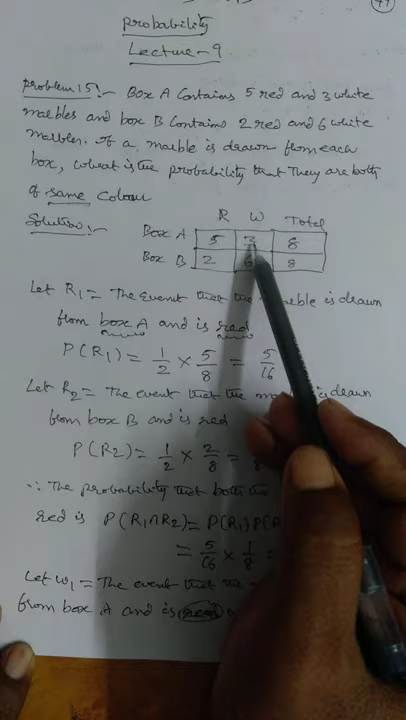 49
Probability
Lecture-9
Problem 15:- Box A Contains 5 red and 3 white
marbles and box B Contains 2 red and 6 white
marbles. If a marble is drawn from each
box, what is the probability that They are both
of same Colour
Solution:-
R W Total
Box A 5 3 8
Box B 2 6 8
Let R1 = The Event that the is drawn
from box A and is red
P(R1) = 1/2 × 5/8 = 5/16
Let R2 = The event that the is drawn
from box B and is red
P(R2) = 1/2 × 2/8 =
∴ The probability that both the
red is P(R1∩R2) = P(R1) P(R
= 5/16 × 1/8 =
Let W1 = The event that the
from box A and is